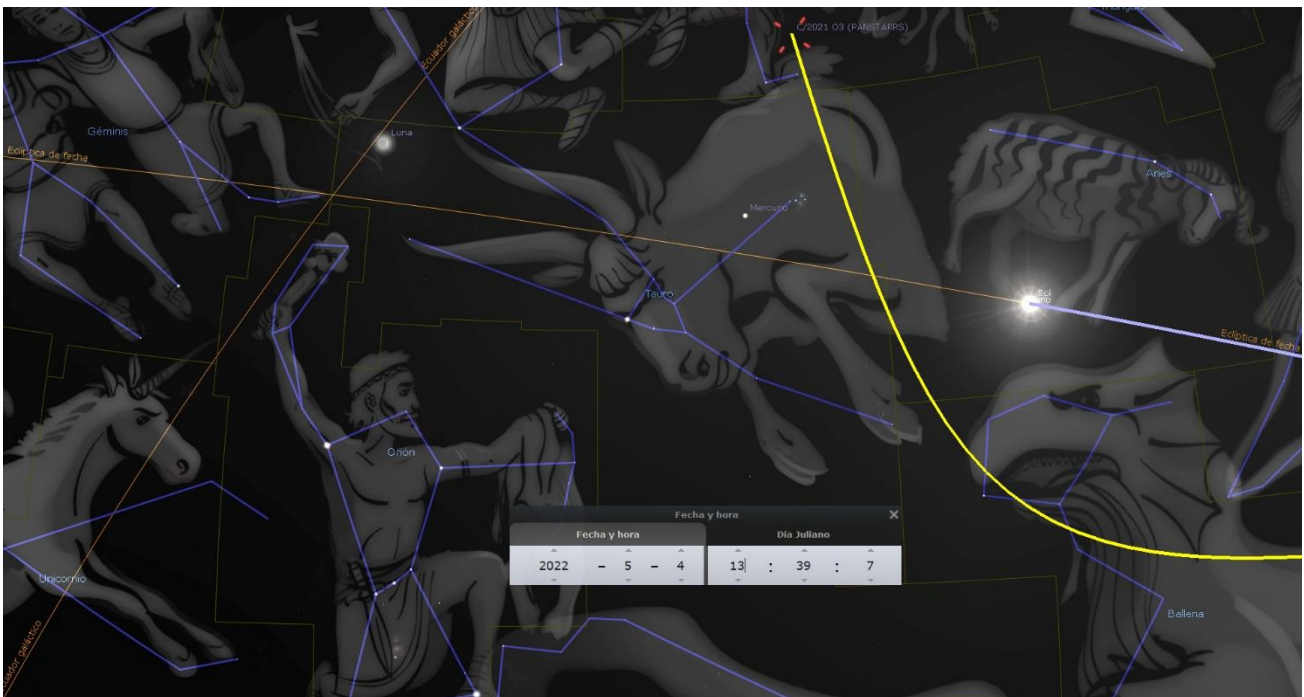 C/2021 O3 (PANSTARRS)
Ecuador galáctico
Luna
Géminis
Eclíptica de fecha
Aries
Mercurio
Tauro
Sol
Eclíptica de fecha
Orión
Fecha y hora
Fecha y hora Día Juliano
2022 - 5 - 4 13 : 39 : 7
Unicornio
Ballena
Ecuador galáctico